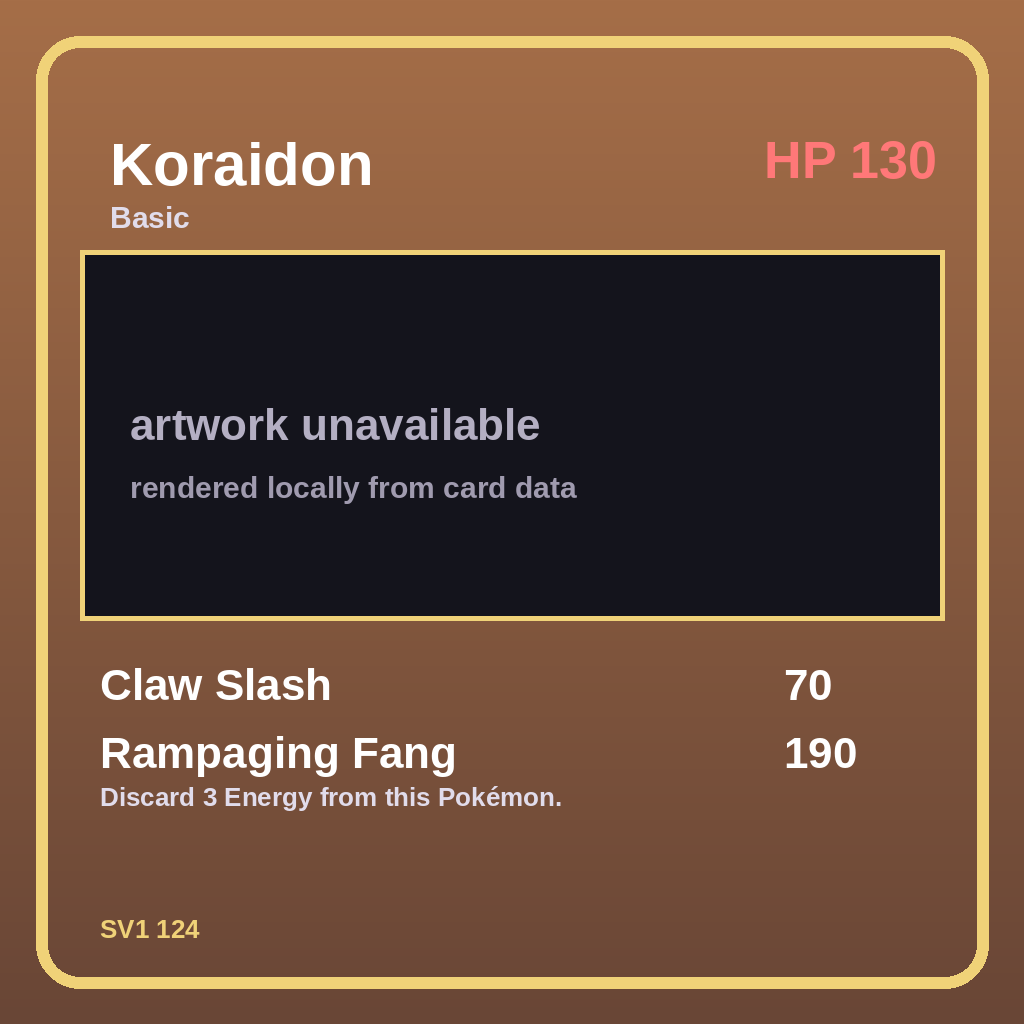 Koraidon
HP 130
Basic
artwork unavailable
rendered locally from card data
Claw Slash 70
Rampaging Fang 190
Discard 3 Energy from this Pokémon.
SV1 124